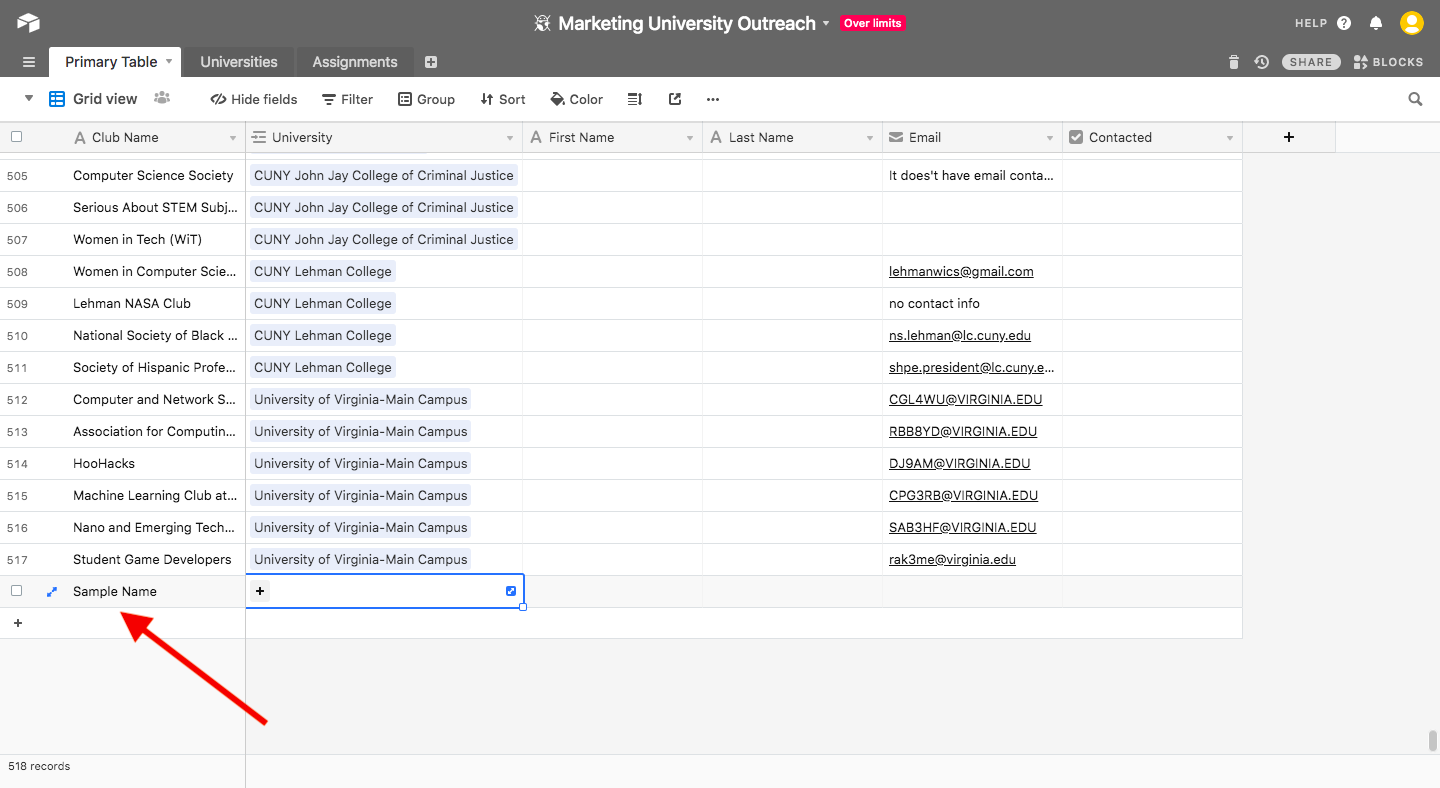 Marketing University Outreach Over limits HELP
Primary Table Universities Assignments SHARE BLOCKS
Grid view Hide fields Filter Group Sort Color
Club Name University First Name Last Name Email Contacted
505 Computer Science Society CUNY John Jay College of Criminal Justice It does't have email conta...
506 Serious About STEM Subj... CUNY John Jay College of Criminal Justice
507 Women in Tech (WiT) CUNY John Jay College of Criminal Justice
508 Women in Computer Scie... CUNY Lehman College lehmanwics@gmail.com
509 Lehman NASA Club CUNY Lehman College no contact info
510 National Society of Black ... CUNY Lehman College ns.lehman@lc.cuny.edu
511 Society of Hispanic Profe... CUNY Lehman College shpe.president@lc.cuny.e...
512 Computer and Network S... University of Virginia-Main Campus CGL4WU@VIRGINIA.EDU
513 Association for Computin... University of Virginia-Main Campus RBB8YD@VIRGINIA.EDU
514 HooHacks University of Virginia-Main Campus DJ9AM@VIRGINIA.EDU
515 Machine Learning Club at... University of Virginia-Main Campus CPG3RB@VIRGINIA.EDU
516 Nano and Emerging Tech... University of Virginia-Main Campus SAB3HF@VIRGINIA.EDU
517 Student Game Developers University of Virginia-Main Campus rak3me@virginia.edu
Sample Name
518 records